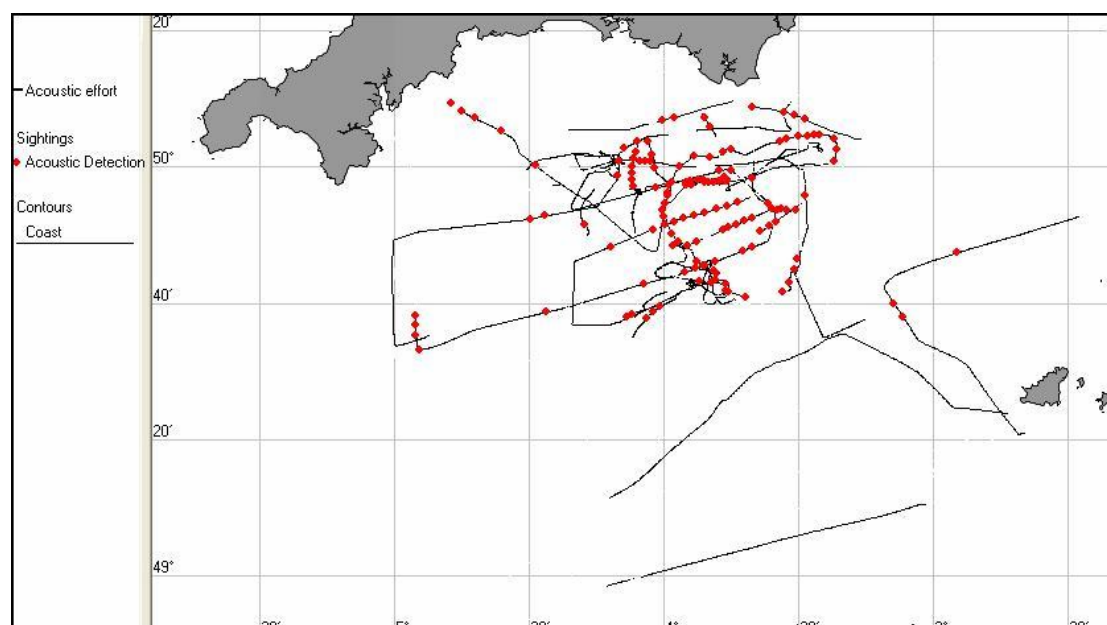 20'
Acoustic effort
Sightings
Acoustic Detection
50°
Contours
Coast
40'
20'
49°